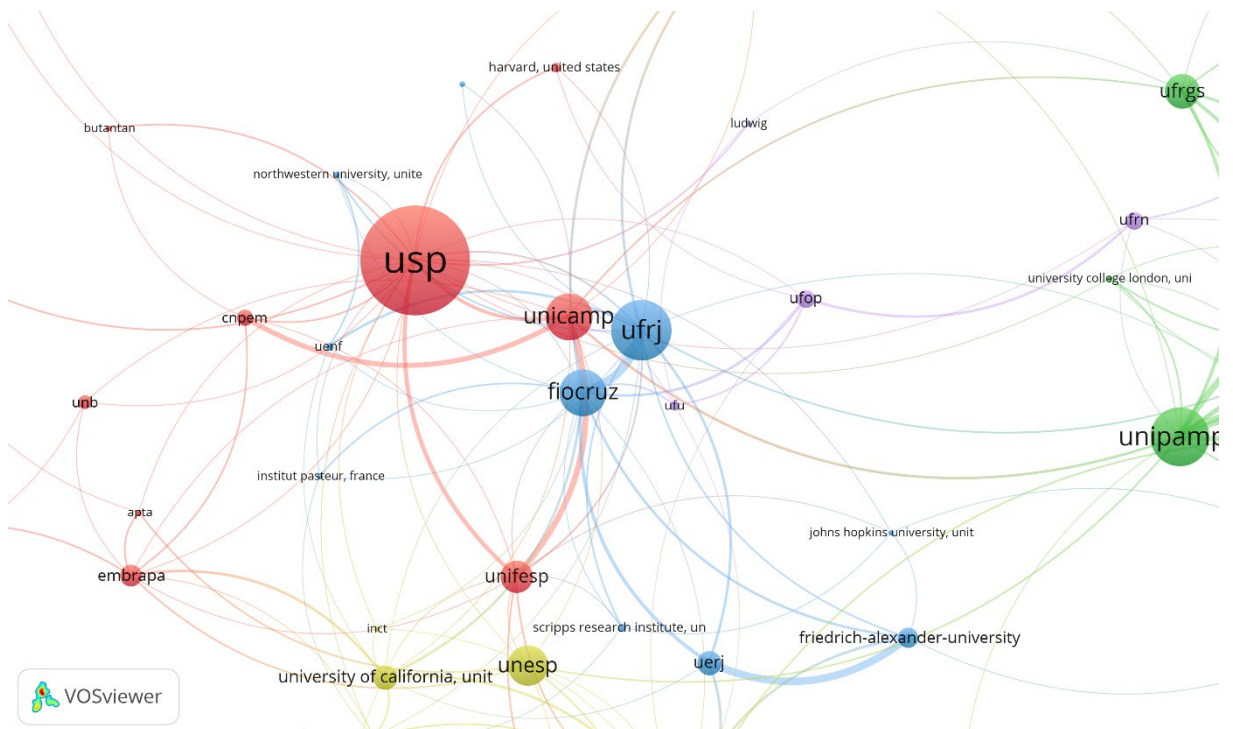 harvard, united states
ufrgs
butantan
ludwig
northwestern university, unite
ufrn
usp
university college london, uni
ufop
cnpem
unicamp
ufrj
uenf
fiocruz
unb
ufu
unipamp
institut pasteur, france
apta
johns hopkins university, unit
embrapa
unifesp
inct
scripps research institute, un
friedrich-alexander-university
university of california, unit
unesp
uerj
VOSviewer